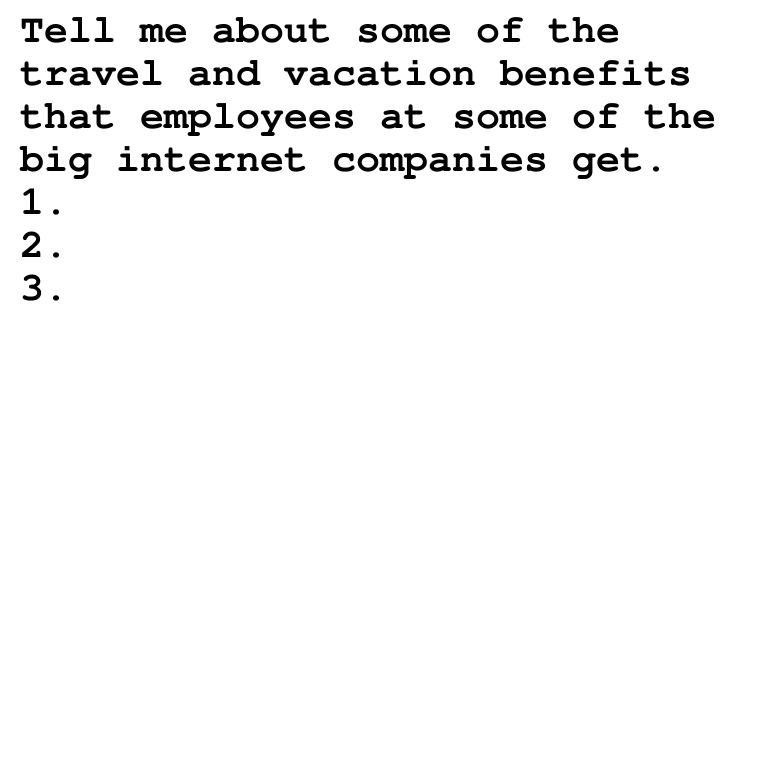 Tell me about some of the
travel and vacation benefits
that employees at some of the
big internet companies get.
1.
2.
3.